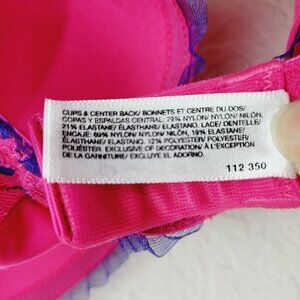 CUPS & CENTER BACK/ BONNETS ET CENTRE DU DOS/
COPAS Y ESPALDAS CENTRAL: 79% NYLON/ NYLON/ NILÓN,
21% ELASTANE/ ÉLASTHANE/ ELASTANO. LACE/ DENTELLE/
ENCAJE: 69% NYLON/ NYLON/ NILÓN, 19% ELASTANE/
ÉLASTHANE/ ELASTANO, 12% POLYESTER/ POLYESTER/
POLIÉSTER. EXCLUSIVE OF DECORATION/ À L'EXCEPTION
DE LA GARNITURE/ EXCLUYE EL ADORNO.
112 350